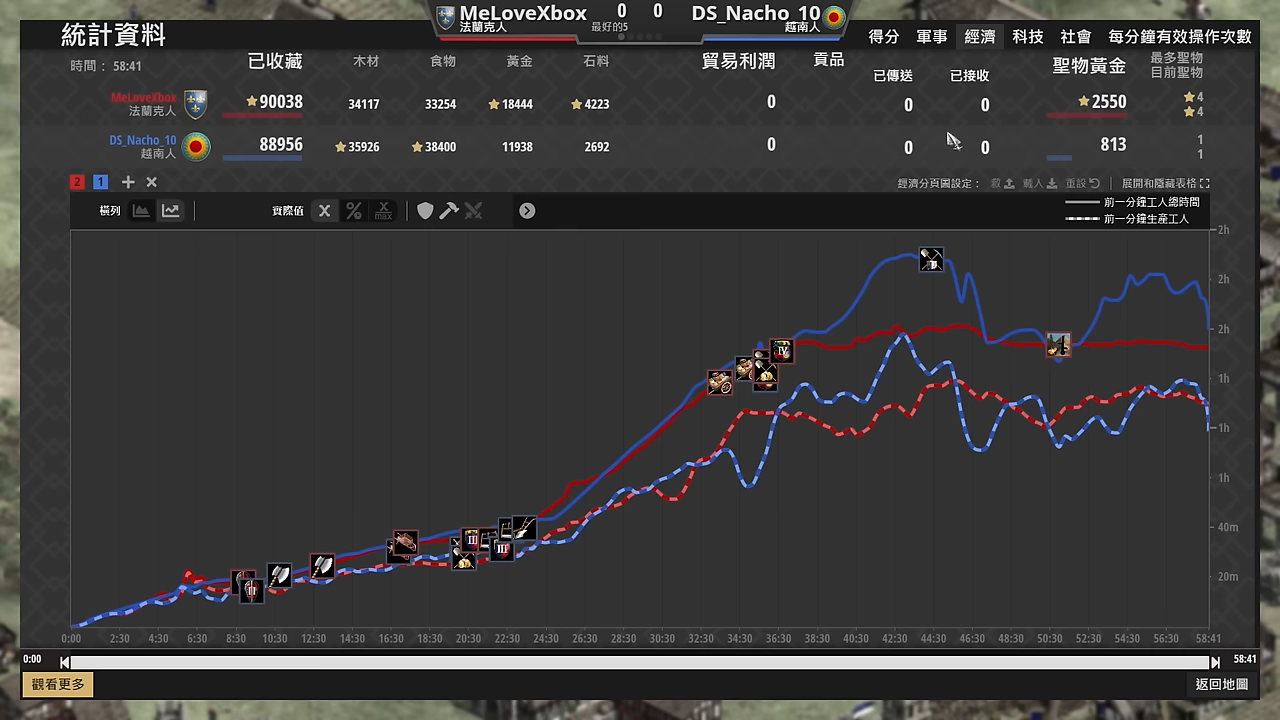 MeLoveXbox 0 0 DS_Nacho_10
法蘭克人 最好的5 越南人
統計資料 得分 軍事 經濟 科技 社會 每分鐘有效操作次數
時間： 58:41 已收藏 木材 食物 黃金 石料 貿易利潤 貢品 已傳送 已接收 聖物黃金 最多聖物
目前聖物
MeLoveXbox 90038 34117 33254 18444 4223 0 0 0 2550 4
法蘭克人 4
DS_Nacho_10 88956 35926 38400 11938 2692 0 0 0 813 1
越南人 1
2 1 經濟分頁圖設定： 載入 重設 展開和隱藏表格
橫列 實際值 X % X max 前一分鐘工人總時間
前一分鐘生產工人
2h
2h
2h
1h
1h
1h
40m
20m
IV
III
III
II
0:00 2:30 4:30 6:30 8:30 10:30 12:30 14:30 16:30 18:30 20:30 22:30 24:30 26:30 28:30 30:30 32:30 34:30 36:30 38:30 40:30 42:30 44:30 46:30 48:30 50:30 52:30 54:30 56:30 58:41
0:00 58:41
觀看更多 返回地圖